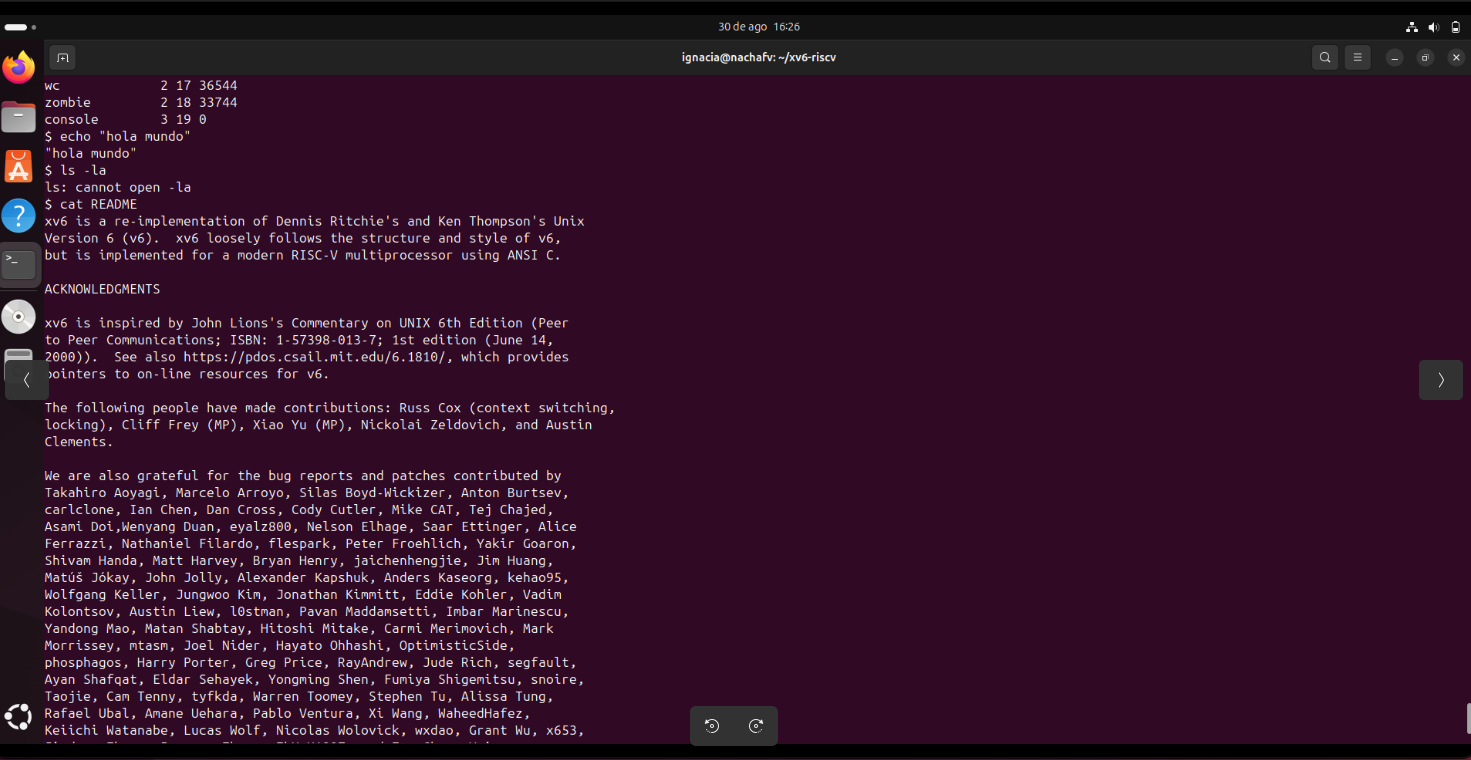 30 de ago 16:26
ignacia@nachafv: ~/xv6-riscv
wc 2 17 36544
zombie 2 18 33744
console 3 19 0
$ echo "hola mundo"
"hola mundo"
$ ls -la
ls: cannot open -la
$ cat README
xv6 is a re-implementation of Dennis Ritchie's and Ken Thompson's Unix
Version 6 (v6). xv6 loosely follows the structure and style of v6,
but is implemented for a modern RISC-V multiprocessor using ANSI C.
ACKNOWLEDGMENTS
xv6 is inspired by John Lions's Commentary on UNIX 6th Edition (Peer
to Peer Communications; ISBN: 1-57398-013-7; 1st edition (June 14,
2000)). See also https://pdos.csail.mit.edu/6.1810/, which provides
pointers to on-line resources for v6.
The following people have made contributions: Russ Cox (context switching,
locking), Cliff Frey (MP), Xiao Yu (MP), Nickolai Zeldovich, and Austin
Clements.
We are also grateful for the bug reports and patches contributed by
Takahiro Aoyagi, Marcelo Arroyo, Silas Boyd-Wickizer, Anton Burtsev,
carlclone, Ian Chen, Dan Cross, Cody Cutler, Mike CAT, Tej Chajed,
Asami Doi,Wenyang Duan, eyalz800, Nelson Elhage, Saar Ettinger, Alice
Ferrazzi, Nathaniel Filardo, flespark, Peter Froehlich, Yakir Goaron,
Shivam Handa, Matt Harvey, Bryan Henry, jaichenhengjie, Jim Huang,
Matúš Jókay, John Jolly, Alexander Kapshuk, Anders Kaseorg, kehao95,
Wolfgang Keller, Jungwoo Kim, Jonathan Kimmitt, Eddie Kohler, Vadim
Kolontsov, Austin Liew, l0stman, Pavan Maddamsetti, Imbar Marinescu,
Yandong Mao, Matan Shabtay, Hitoshi Mitake, Carmi Merimovich, Mark
Morrissey, mtasm, Joel Nider, Hayato Ohhashi, OptimisticSide,
phosphagos, Harry Porter, Greg Price, RayAndrew, Jude Rich, segfault,
Ayan Shafqat, Eldar Sehayek, Yongming Shen, Fumiya Shigemitsu, snoire,
Taojie, Cam Tenny, tyfkda, Warren Toomey, Stephen Tu, Alissa Tung,
Rafael Ubal, Amane Uehara, Pablo Ventura, Xi Wang, WaheedHafez,
Keiichi Watanabe, Lucas Wolf, Nicolas Wolovick, wxdao, Grant Wu, x653,